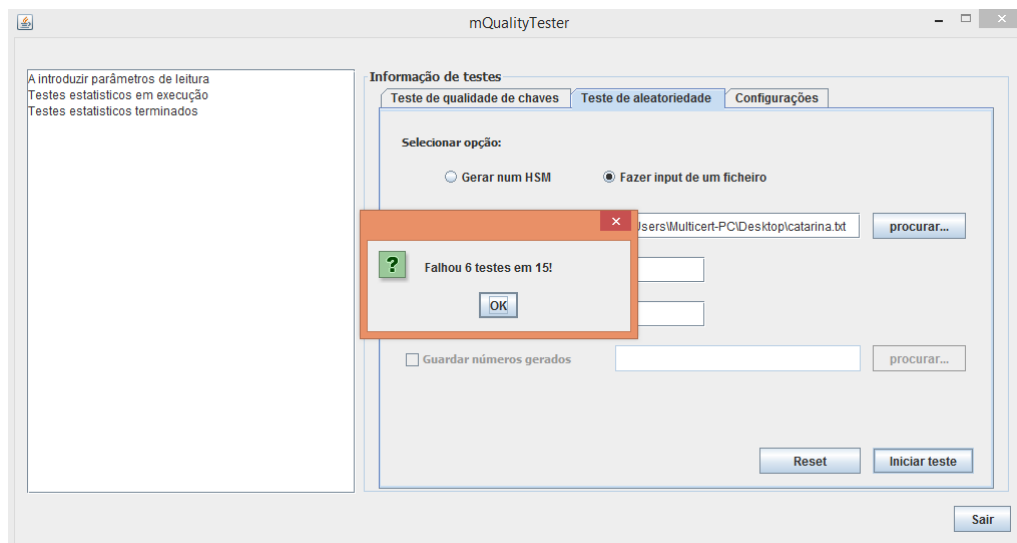 mQualityTester
A introduzir parâmetros de leitura
Testes estatisticos em execução
Testes estatisticos terminados
Informação de testes
Teste de qualidade de chaves
Teste de aleatoriedade
Configurações
Selecionar opção:
Gerar num HSM
Fazer input de um ficheiro
Jsers\Multicert-PC\Desktop\catarina.txt
procurar...
?
Falhou 6 testes em 15!
OK
Guardar números gerados
procurar...
Reset
Iniciar teste
Sair